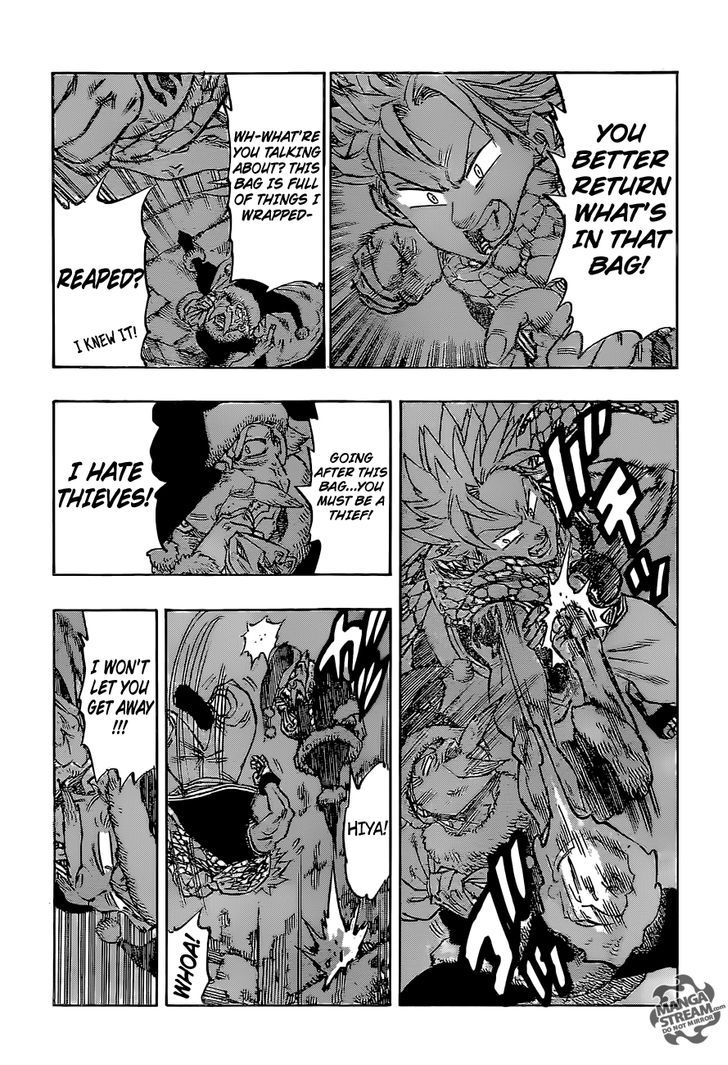 YOU
BETTER
RETURN
WHAT'S
IN THAT
BAG!
WH-WHAT'RE
YOU TALKING
ABOUT? THIS
BAG IS FULL
OF THINGS I
WRAPPED-
REAPED?
I KNEW IT!
GOING
AFTER THIS
BAG...YOU
MUST BE A
THIEF!
I HATE
THIEVES!
HIYA!
WHOA!
I WON'T
LET YOU
GET AWAY
!!!
MANGA
STREAM.com
DO NOT MIRROR